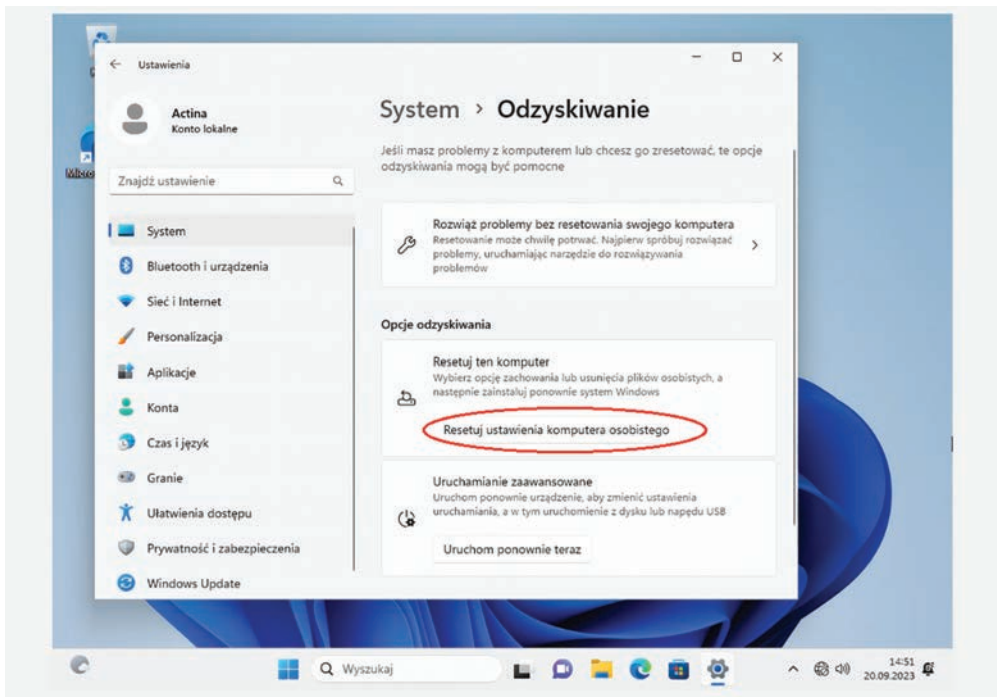 Ustawienia
Actina
Konto lokalne
Znajdź ustawienie
System
Bluetooth i urządzenia
Sieć i Internet
Personalizacja
Aplikacje
Konta
Czas i język
Granie
Ułatwienia dostępu
Prywatność i zabezpieczenia
Windows Update
System > Odzyskiwanie
Jeśli masz problemy z komputerem lub chcesz go zresetować, te opcje
odzyskiwania mogą być pomocne
Rozwiąż problemy bez resetowania swojego komputera
Resetowanie może chwilę potrwać. Najpierw spróbuj rozwiązać
problemy, uruchamiając narzędzie do rozwiązywania
problemów
Opcje odzyskiwania
Resetuj ten komputer
Wybierz opcję zachowania lub usunięcia plików osobistych, a
następnie zainstaluj ponownie system Windows
Resetuj ustawienia komputera osobistego
Uruchamianie zaawansowane
Uruchom ponownie urządzenie, aby zmienić ustawienia
uruchamiania, a w tym uruchomienie z dysku lub napędu USB
Uruchom ponownie teraz
Wyszukaj
14:51
20.09.2023